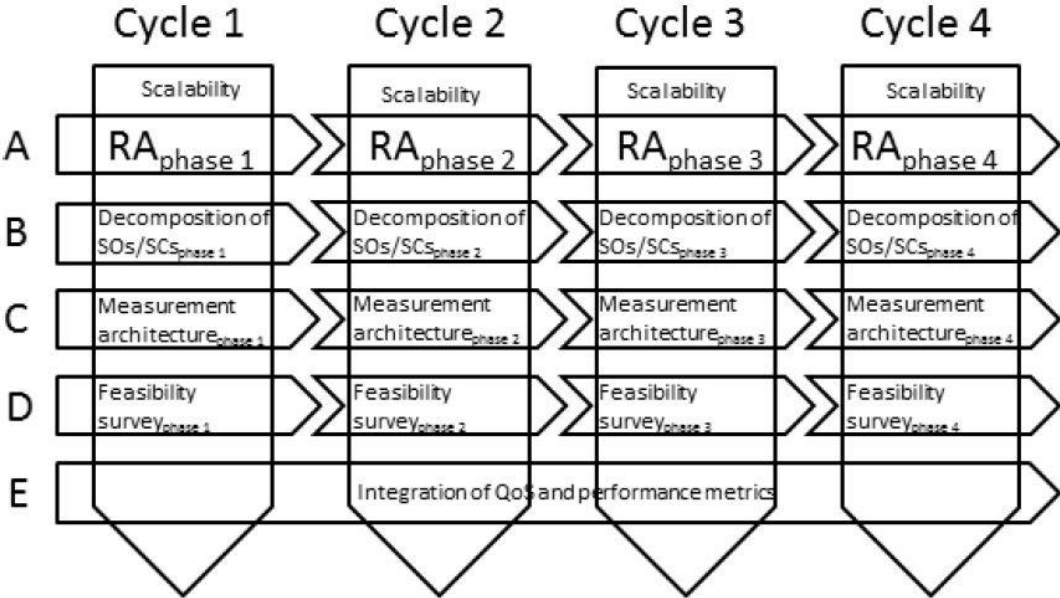 Cycle 1 Cycle 2 Cycle 3 Cycle 4
Scalability Scalability Scalability Scalability
A RAphase 1 RAphase 2 RAphase 3 RAphase 4
B Decomposition of Decomposition of Decomposition of Decomposition of
SOs/SCsphase 1 SOs/SCsphase 2 SOs/SCsphase 3 SOs/SCsphase 4
C Measurement Measurement Measurement Measurement
architecturephase 1 architecturephase 2 architecturephase 3 architecturephase 4
D Feasibility Feasibility Feasibility Feasibility
surveyphase 1 surveyphase 2 surveyphase 3 surveyphase 4
E Integration of QoS and performance metrics